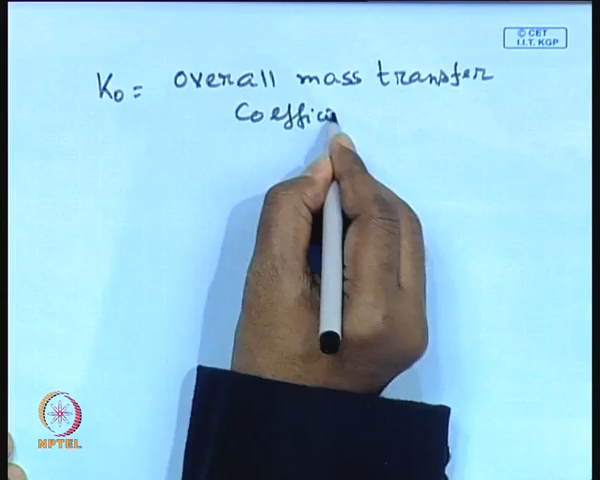 © CET
I.I.T. KGP
K₀ = overall mass transfer
Coeffici
NPTEL